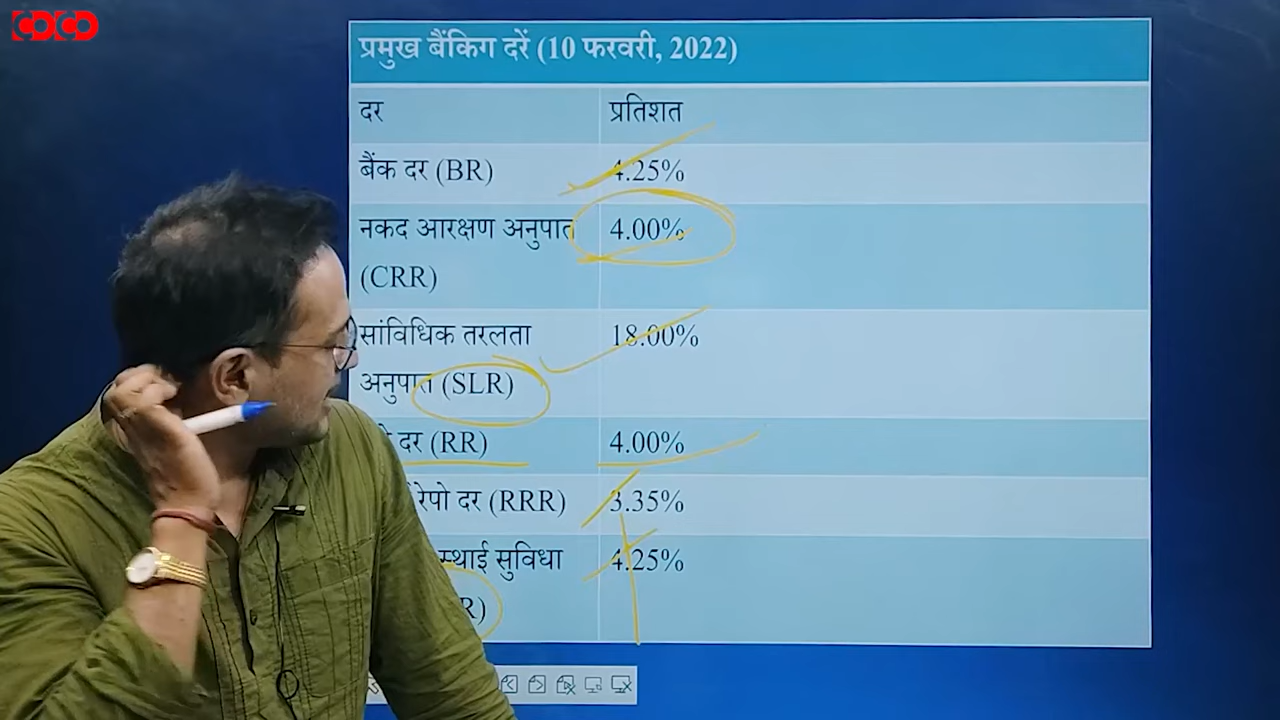 COCO
प्रमुख बैंकिग दरें (10 फरवरी, 2022)
दर प्रतिशत
बैंक दर (BR) 4.25%
नकद आरक्षण अनुपात 4.00%
(CRR)
सांविधिक तरलता 18.00%
अनुपात (SLR)
दर (RR) 4.00%
रेपो दर (RRR) 3.35%
स्थाई सुविधा 4.25%
R)